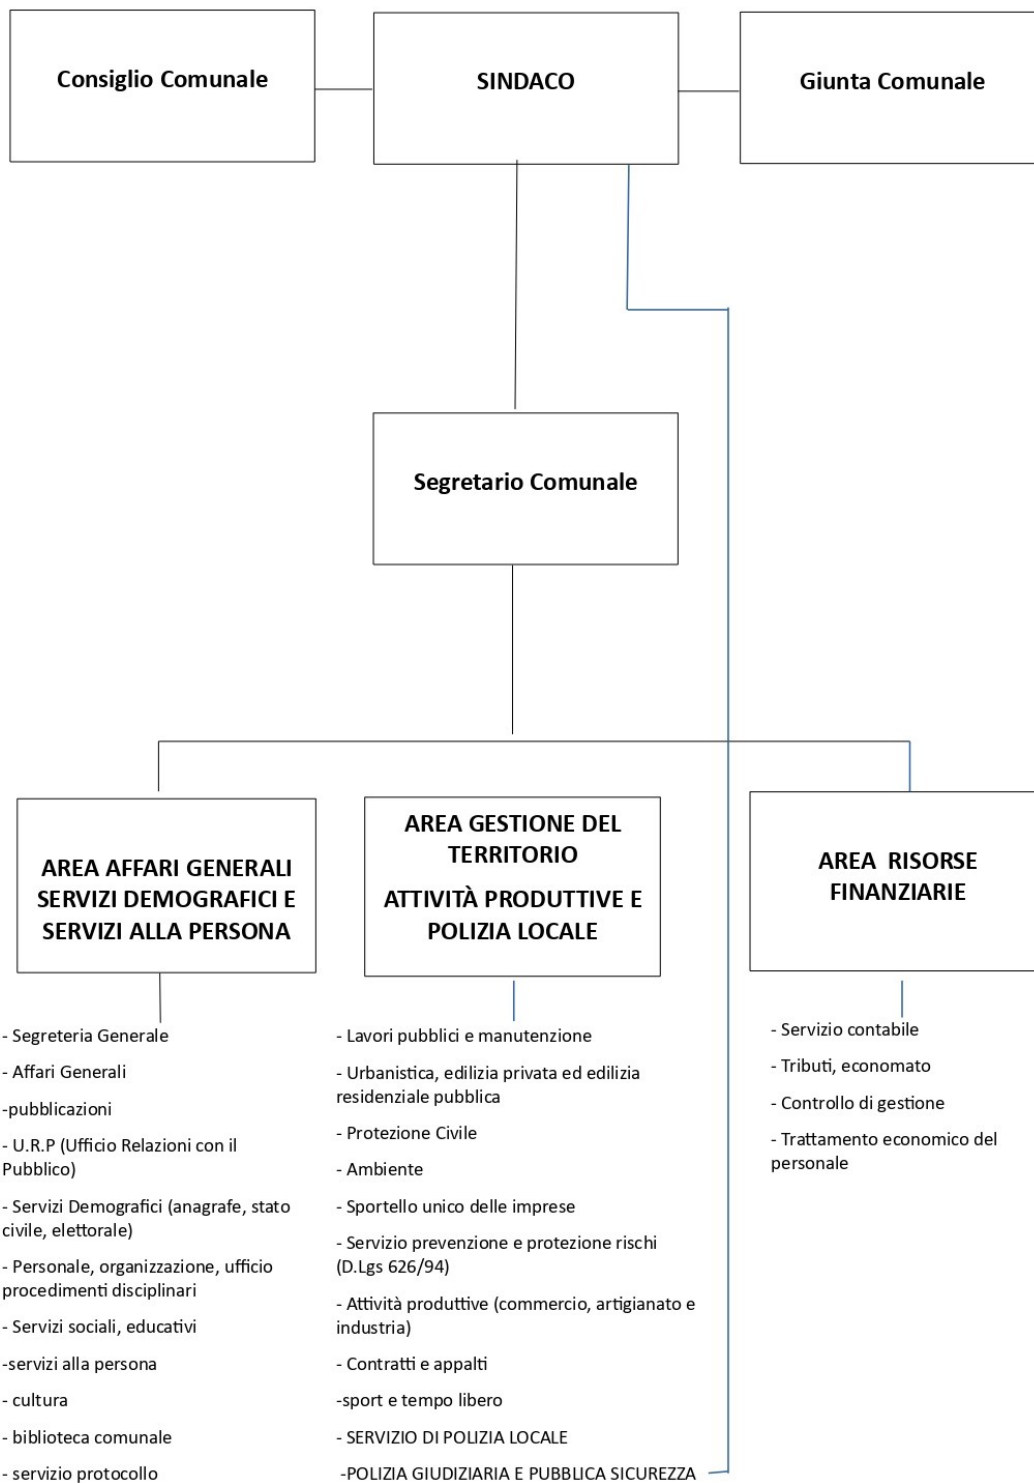 Consiglio Comunale
SINDACO
Giunta Comunale
Segretario Comunale
AREA AFFARI GENERALI
SERVIZI DEMOGRAFICI E
SERVIZI ALLA PERSONA
- Segreteria Generale
- Affari Generali
-pubblicazioni
- U.R.P (Ufficio Relazioni con il
Pubblico)
- Servizi Demografici (anagrafe, stato
civile, elettorale)
- Personale, organizzazione, ufficio
procedimenti disciplinari
- Servizi sociali, educativi
-servizi alla persona
- cultura
- biblioteca comunale
- servizio protocollo
AREA GESTIONE DEL
TERRITORIO
ATTIVITÀ PRODUTTIVE E
POLIZIA LOCALE
- Lavori pubblici e manutenzione
- Urbanistica, edilizia privata ed edilizia
residenziale pubblica
- Protezione Civile
- Ambiente
- Sportello unico delle imprese
- Servizio prevenzione e protezione rischi
(D.Lgs 626/94)
- Attività produttive (commercio, artigianato e
industria)
- Contratti e appalti
-sport e tempo libero
- SERVIZIO DI POLIZIA LOCALE
-POLIZIA GIUDIZIARIA E PUBBLICA SICUREZZA
AREA RISORSE
FINANZIARIE
- Servizio contabile
- Tributi, economato
- Controllo di gestione
- Trattamento economico del
personale